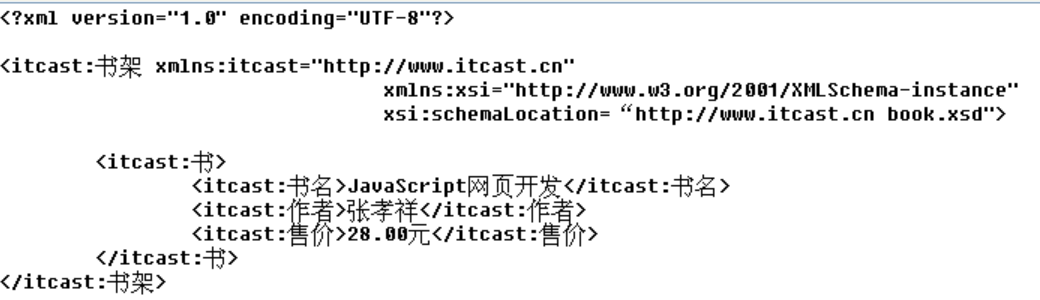 <?xml version="1.0" encoding="UTF-8"?>
<itcast:书架 xmlns:itcast="http://www.itcast.cn"
xmlns:xsi="http://www.w3.org/2001/XMLSchema-instance"
xsi:schemaLocation= “http://www.itcast.cn book.xsd">
<itcast:书>
<itcast:书名>JavaScript网页开发</itcast:书名>
<itcast:作者>张孝祥</itcast:作者>
<itcast:售价>28.00元</itcast:售价>
</itcast:书>
</itcast:书架>